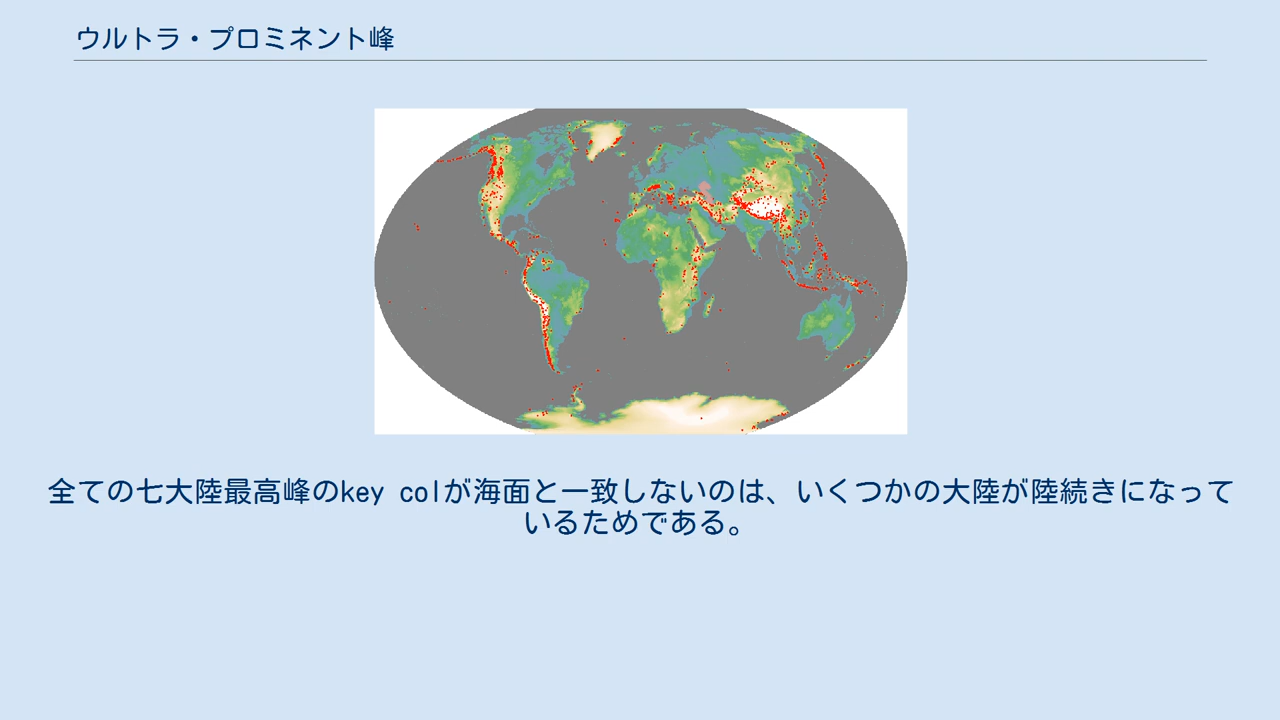 ウルトラ・プロミネント峰
全ての七大陸最高峰のkey colが海面と一致しないのは、いくつかの大陸が陸続きになって
いるためである。